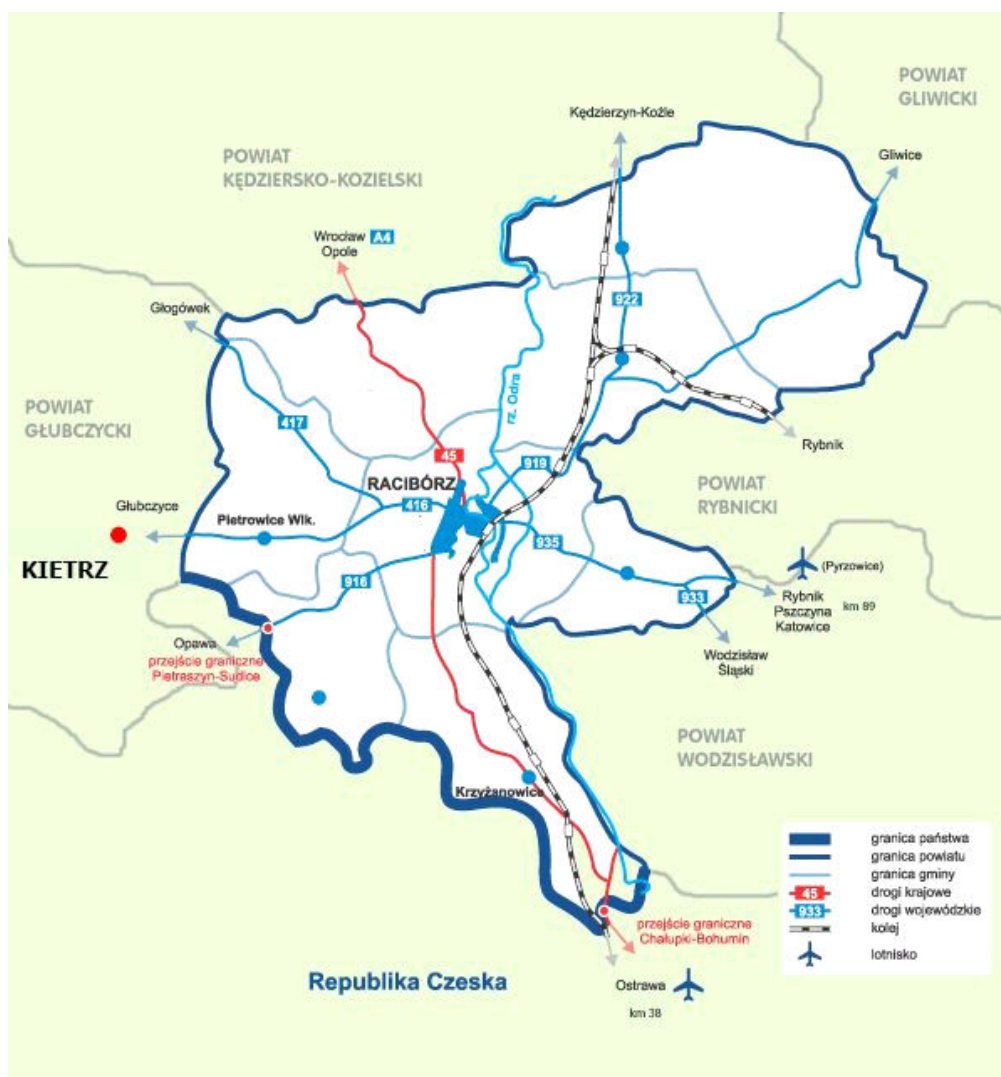 POWIAT
GLIWICKI
Kędzierzyn-Koźle
POWIAT
KĘDZIERSKO-KOZIELSKI
Gliwice
Wrocław A4
Opole
Głogówek
922
POWIAT
GŁUBCZYCKI
rz. Odra
417
Rybnik
45
919
POWIAT
RYBNICKI
RACIBÓRZ
416
Głubczyce
Pietrowice Wlk.
935
KIETRZ
916
933
(Pyrzowice)
Rybnik
Pszczyna
Katowice
km 89
Opawa
przejście graniczne
Pietraszyn-Sudice
Wodzisław
Śląski
POWIAT
WODZISŁAWSKI
Krzyżanowice
granica państwa
granica powiatu
granica gminy
45 drogi krajowe
933 drogi wojewódzkie
kolej
lotnisko
przejście graniczne
Chałupki-Bohumin
Republika Czeska
Ostrawa
km 38